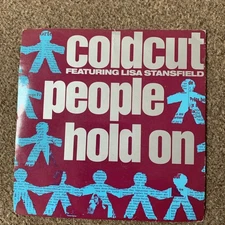 coldcut
FEATURING LISA STANSFIELD
people
hold on